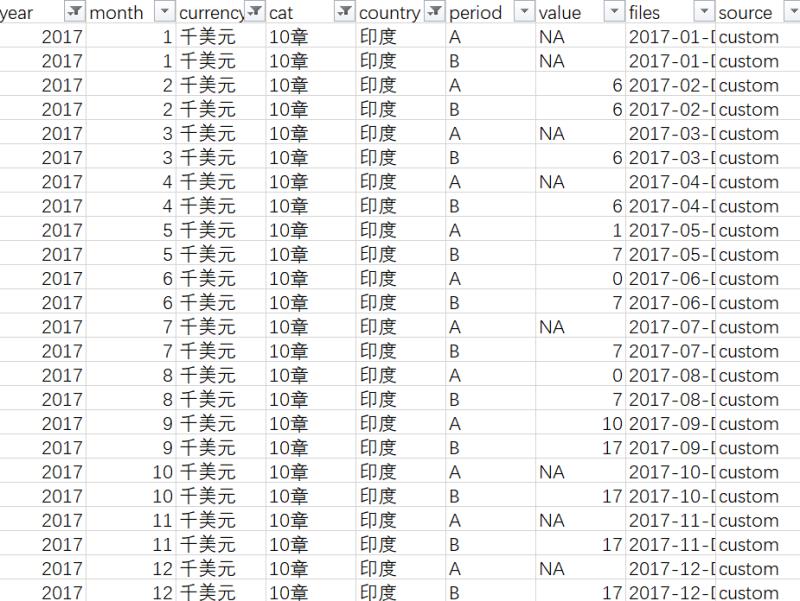 year month currency cat country period value files source
2017 1 千美元 10章 印度 A NA 2017-01-D custom
2017 1 千美元 10章 印度 B NA 2017-01-D custom
2017 2 千美元 10章 印度 A 6 2017-02-D custom
2017 2 千美元 10章 印度 B 6 2017-02-D custom
2017 3 千美元 10章 印度 A NA 2017-03-D custom
2017 3 千美元 10章 印度 B 6 2017-03-D custom
2017 4 千美元 10章 印度 A NA 2017-04-D custom
2017 4 千美元 10章 印度 B 6 2017-04-D custom
2017 5 千美元 10章 印度 A 1 2017-05-D custom
2017 5 千美元 10章 印度 B 7 2017-05-D custom
2017 6 千美元 10章 印度 A 0 2017-06-D custom
2017 6 千美元 10章 印度 B 7 2017-06-D custom
2017 7 千美元 10章 印度 A NA 2017-07-D custom
2017 7 千美元 10章 印度 B 7 2017-07-D custom
2017 8 千美元 10章 印度 A 0 2017-08-D custom
2017 8 千美元 10章 印度 B 7 2017-08-D custom
2017 9 千美元 10章 印度 A 10 2017-09-D custom
2017 9 千美元 10章 印度 B 17 2017-09-D custom
2017 10 千美元 10章 印度 A NA 2017-10-D custom
2017 10 千美元 10章 印度 B 17 2017-10-D custom
2017 11 千美元 10章 印度 A NA 2017-11-D custom
2017 11 千美元 10章 印度 B 17 2017-11-D custom
2017 12 千美元 10章 印度 A NA 2017-12-D custom
2017 12 千美元 10章 印度 B 17 2017-12-D custom